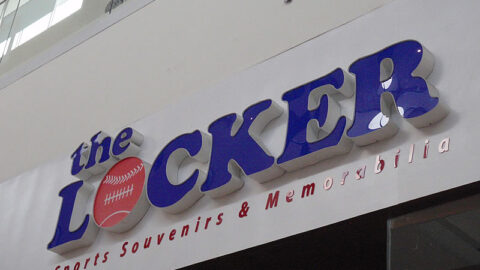 the
LOCKER
Sports Souvenirs & Memorabilia